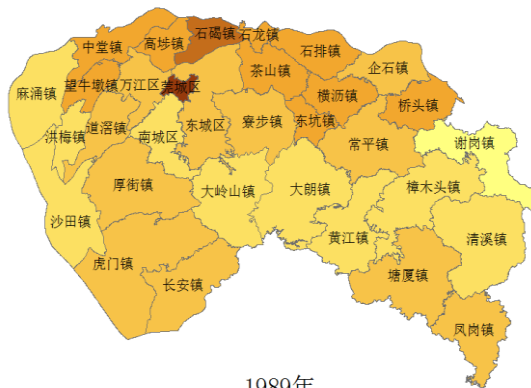 石碣镇
石龙镇
高埗镇
中堂镇
石排镇
企石镇
茶山镇
望牛墩镇
万江区
莞城区
麻涌镇
横沥镇
桥头镇
东坑镇
道滘镇
洪梅镇
南城区
东城区
寮步镇
常平镇
谢岗镇
厚街镇
大岭山镇
大朗镇
樟木头镇
沙田镇
黄江镇
清溪镇
虎门镇
长安镇
塘厦镇
凤岗镇
1989年